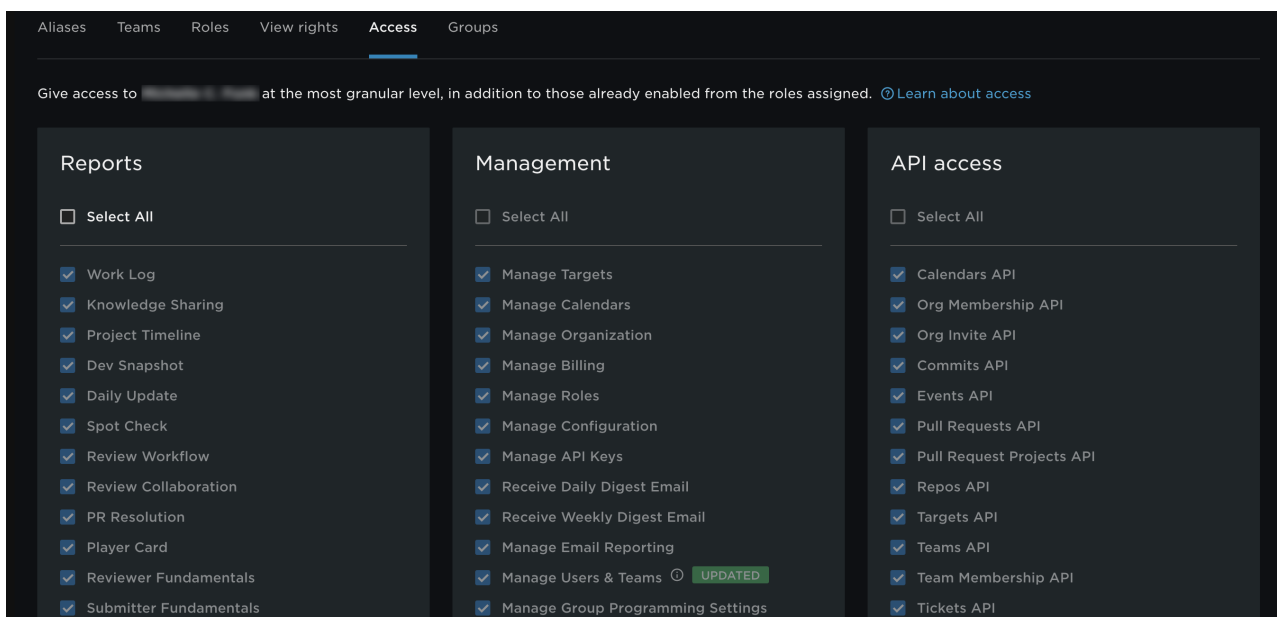 Aliases Teams Roles View rights Access Groups
Give access to at the most granular level, in addition to those already enabled from the roles assigned. Learn about access
Reports
Select All
Work Log
Knowledge Sharing
Project Timeline
Dev Snapshot
Daily Update
Spot Check
Review Workflow
Review Collaboration
PR Resolution
Player Card
Reviewer Fundamentals
Submitter Fundamentals
Management
Select All
Manage Targets
Manage Calendars
Manage Organization
Manage Billing
Manage Roles
Manage Configuration
Manage API Keys
Receive Daily Digest Email
Receive Weekly Digest Email
Manage Email Reporting
Manage Users & Teams UPDATED
Manage Group Programming Settings
API access
Select All
Calendars API
Org Membership API
Org Invite API
Commits API
Events API
Pull Requests API
Pull Request Projects API
Repos API
Targets API
Teams API
Team Membership API
Tickets API